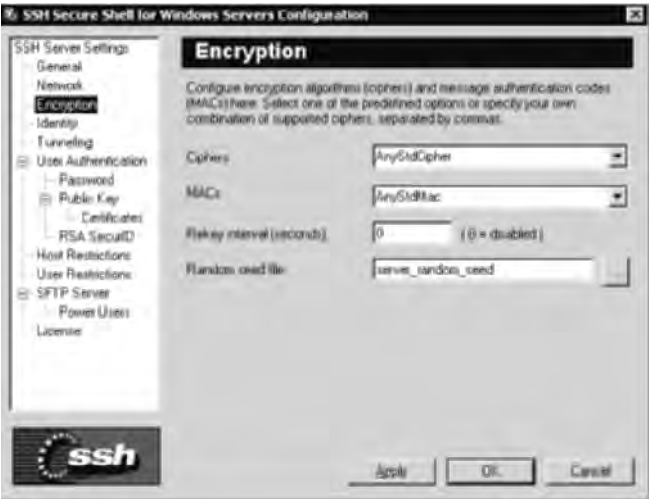 SSH Secure Shell for Windows Servers Configuration
SSH Server Settings
General
Network
Encryption
Identity
Tunneling
User Authentication
Password
Public Key
Certificates
RSA SecurID
Host Restrictions
User Restrictions
SFTP Server
Power Users
License
ssh
Encryption
Configure encryption algorithms (ciphers) and message authentication codes
(MACs) here. Select one of the predefined options or specify your own
combination of supported ciphers, separated by commas.
Ciphers
AnyStdCipher
MACs
AnyStdMac
Rekey interval (seconds)
0
( 0 = disabled )
Random seed file
server_random_seed
...
Apply
OK
Cancel